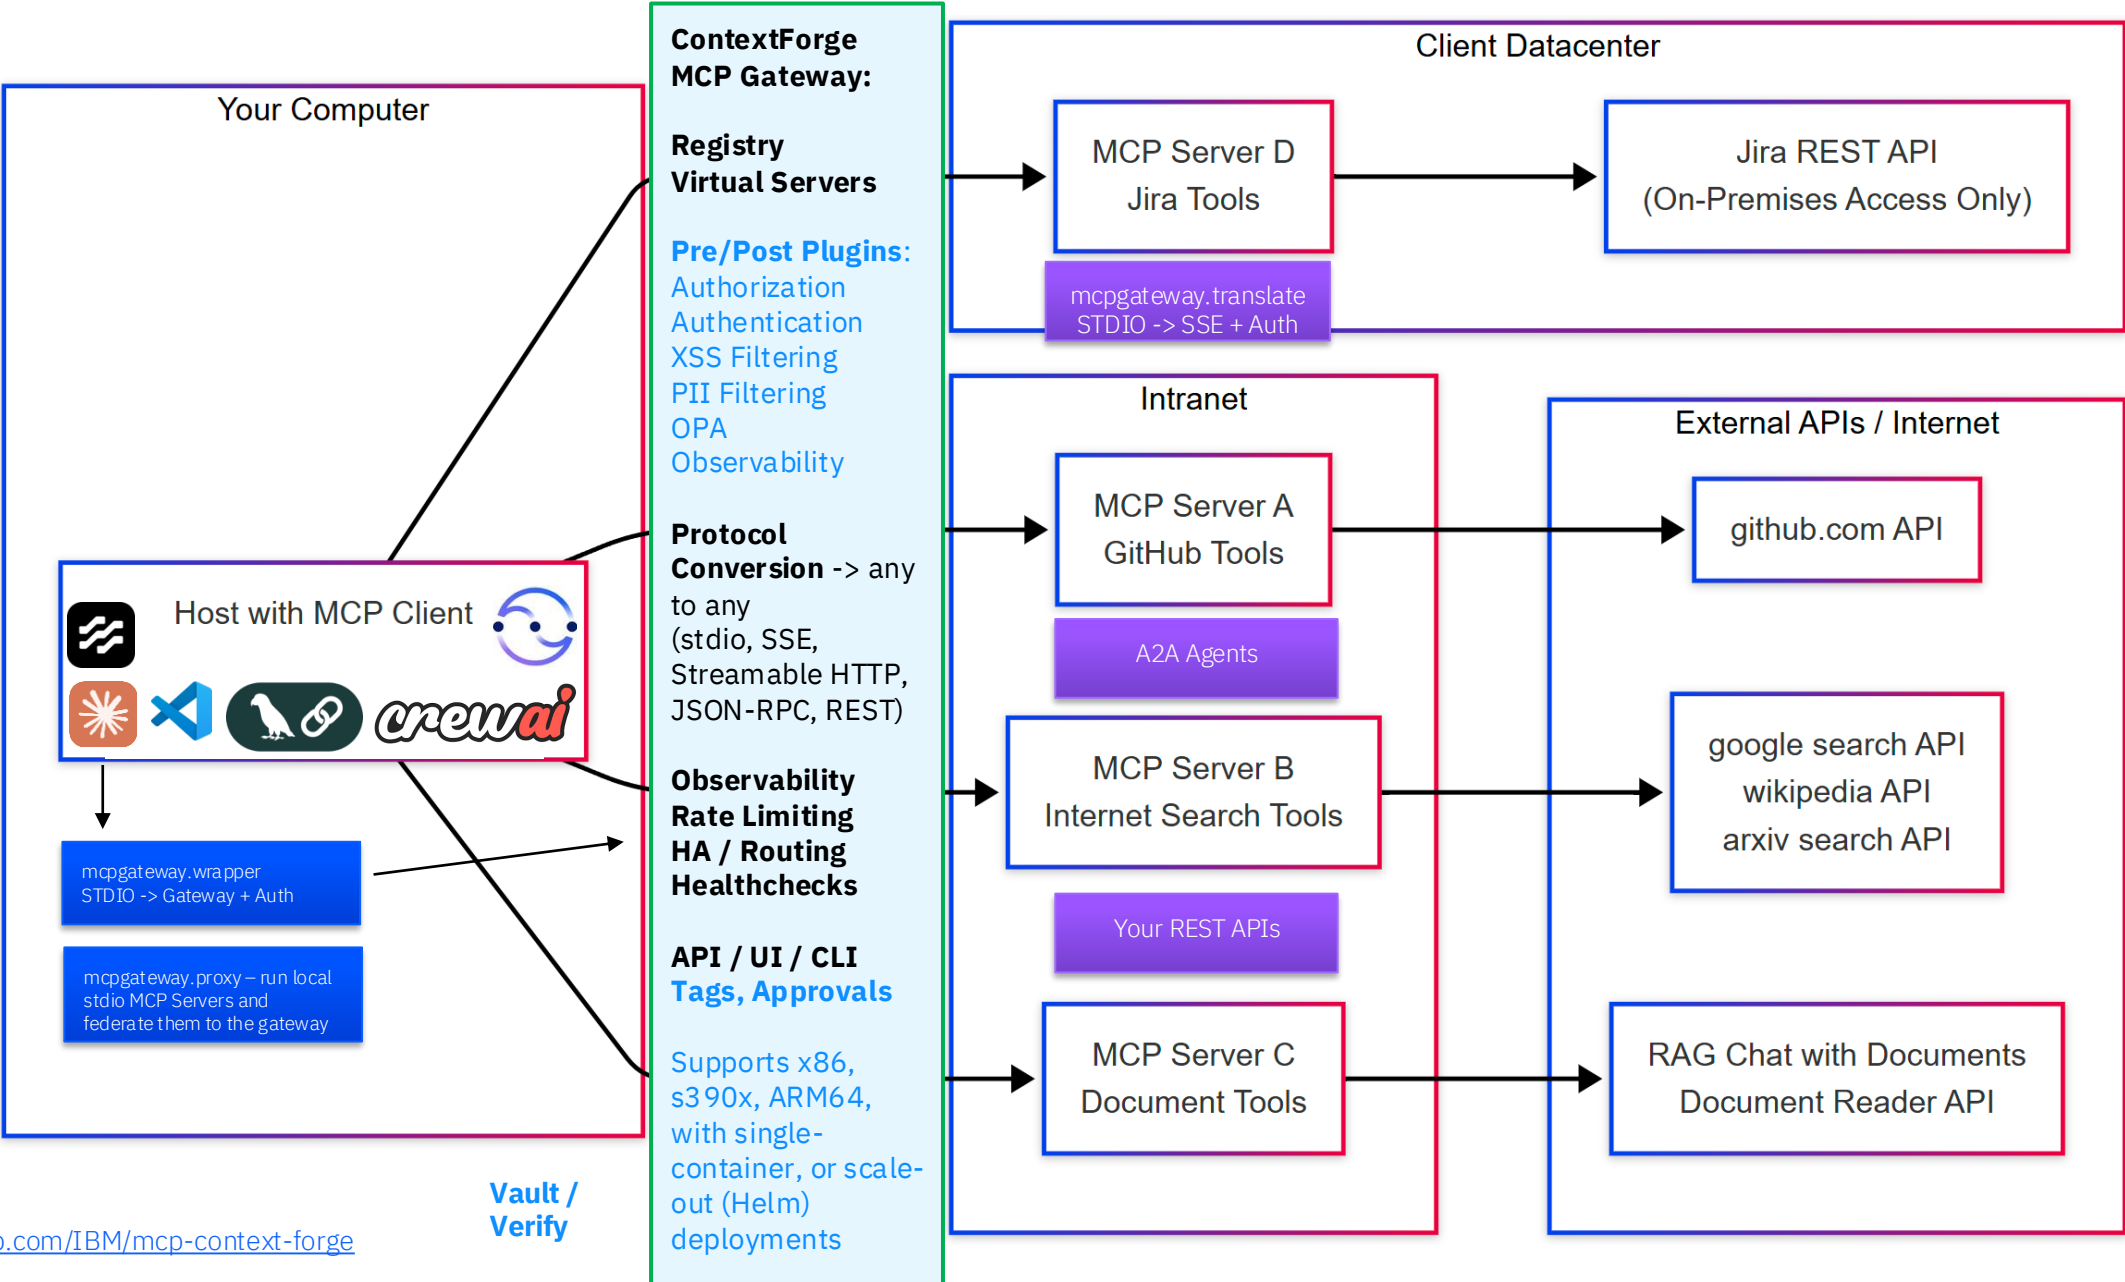 Your Computer
Host with MCP Client
crewai
mcpgateway.wrapper
STDIO -> Gateway + Auth
mcpgateway.proxy – run local
stdio MCP Servers and
federate them to the gateway
Vault /
Verify
.com/IBM/mcp-context-forge
ContextForge
MCP Gateway:
Registry
Virtual Servers
Pre/Post Plugins:
Authorization
Authentication
XSS Filtering
PII Filtering
OPA
Observability
Protocol
Conversion -> any
to any
(stdio, SSE,
Streamable HTTP,
JSON-RPC, REST)
Observability
Rate Limiting
HA / Routing
Healthchecks
API / UI / CLI
Tags, Approvals
Supports x86,
s390x, ARM64,
with single-
container, or scale-
out (Helm)
deployments
Client Datacenter
MCP Server D
Jira Tools
mcpgateway.translate
STDIO -> SSE + Auth
Jira REST API
(On-Premises Access Only)
Intranet
MCP Server A
GitHub Tools
A2A Agents
MCP Server B
Internet Search Tools
Your REST APIs
MCP Server C
Document Tools
External APIs / Internet
github.com API
google search API
wikipedia API
arxiv search API
RAG Chat with Documents
Document Reader API